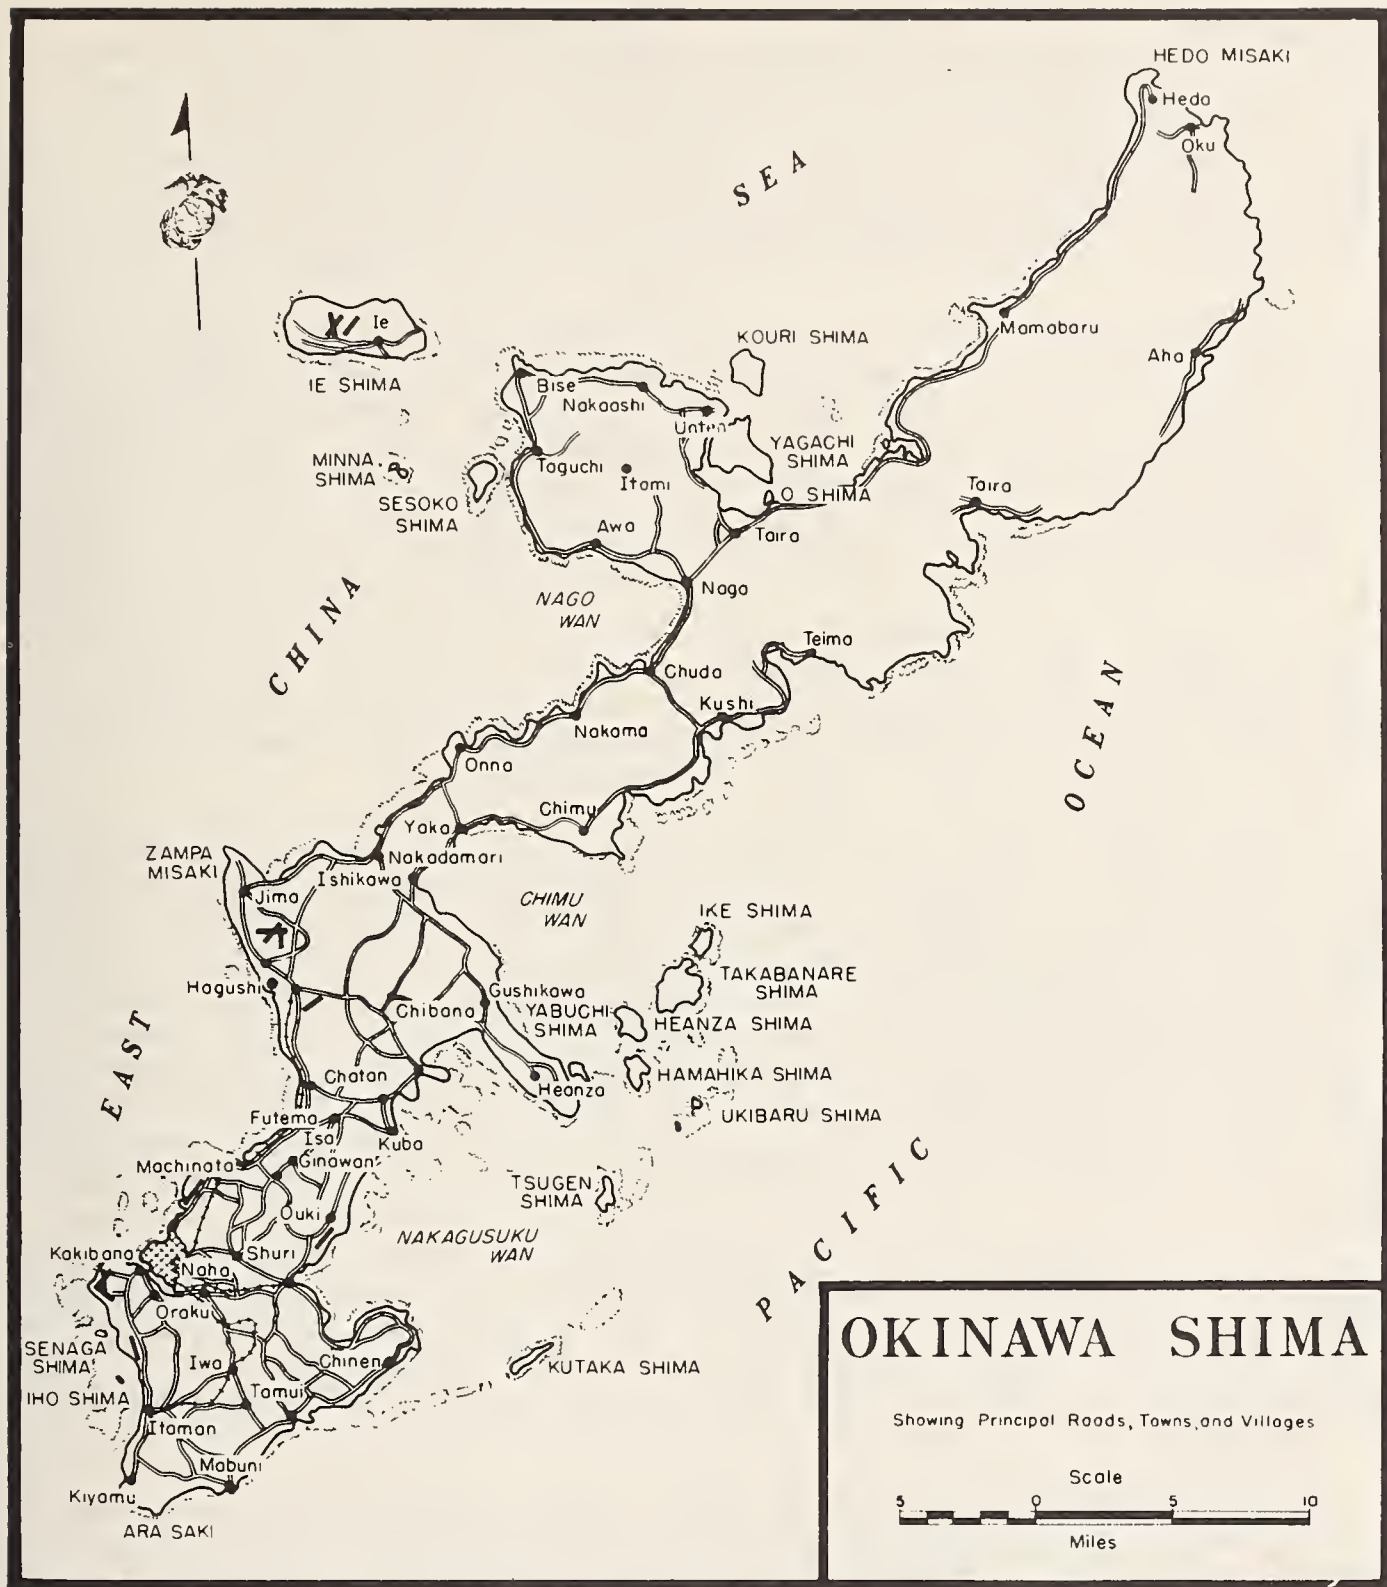 HEDO MISAKI
Hedo
Oku
SEA
Ie
IE SHIMA
Mamabaru
KOURI SHIMA
Aha
Bise
Nakaoshi
Unten
YAGACHI
SHIMA
MINNA
SHIMA
Toguchi
Itomi
SESOKO
SHIMA
O SHIMA
Taira
Awa
Taira
Nago
NAGO
WAN
CHINA
Teima
Chuda
Kushi
OCEAN
Nakama
Onna
Chimu
Yaka
ZAMPA
MISAKI
Nakadamari
Ishikawa
Jima
CHIMU
WAN
IKE SHIMA
TAKABANARE
SHIMA
Hagushi
Gushikawa
Chibana
YABUCHI
SHIMA
HEANZA SHIMA
EAST
Chatan
Heanza
HAMAHIKA SHIMA
Futema
UKIBARU SHIMA
Isa
Kuba
Machinato
Ginawan
TSUGEN
SHIMA
Ouki
NAKAGUSUKU
WAN
PACIFIC
Kakibana
Shuri
Naha
Oroku
SENAGA
SHIMA
Iwa
Chinen
KUTAKA SHIMA
IHO SHIMA
Tamui
Itoman
Mabuni
Kiyamu
ARA SAKI
OKINAWA SHIMA
Showing Principal Roads, Towns, and Villages
Scale
5 0 5 10
Miles